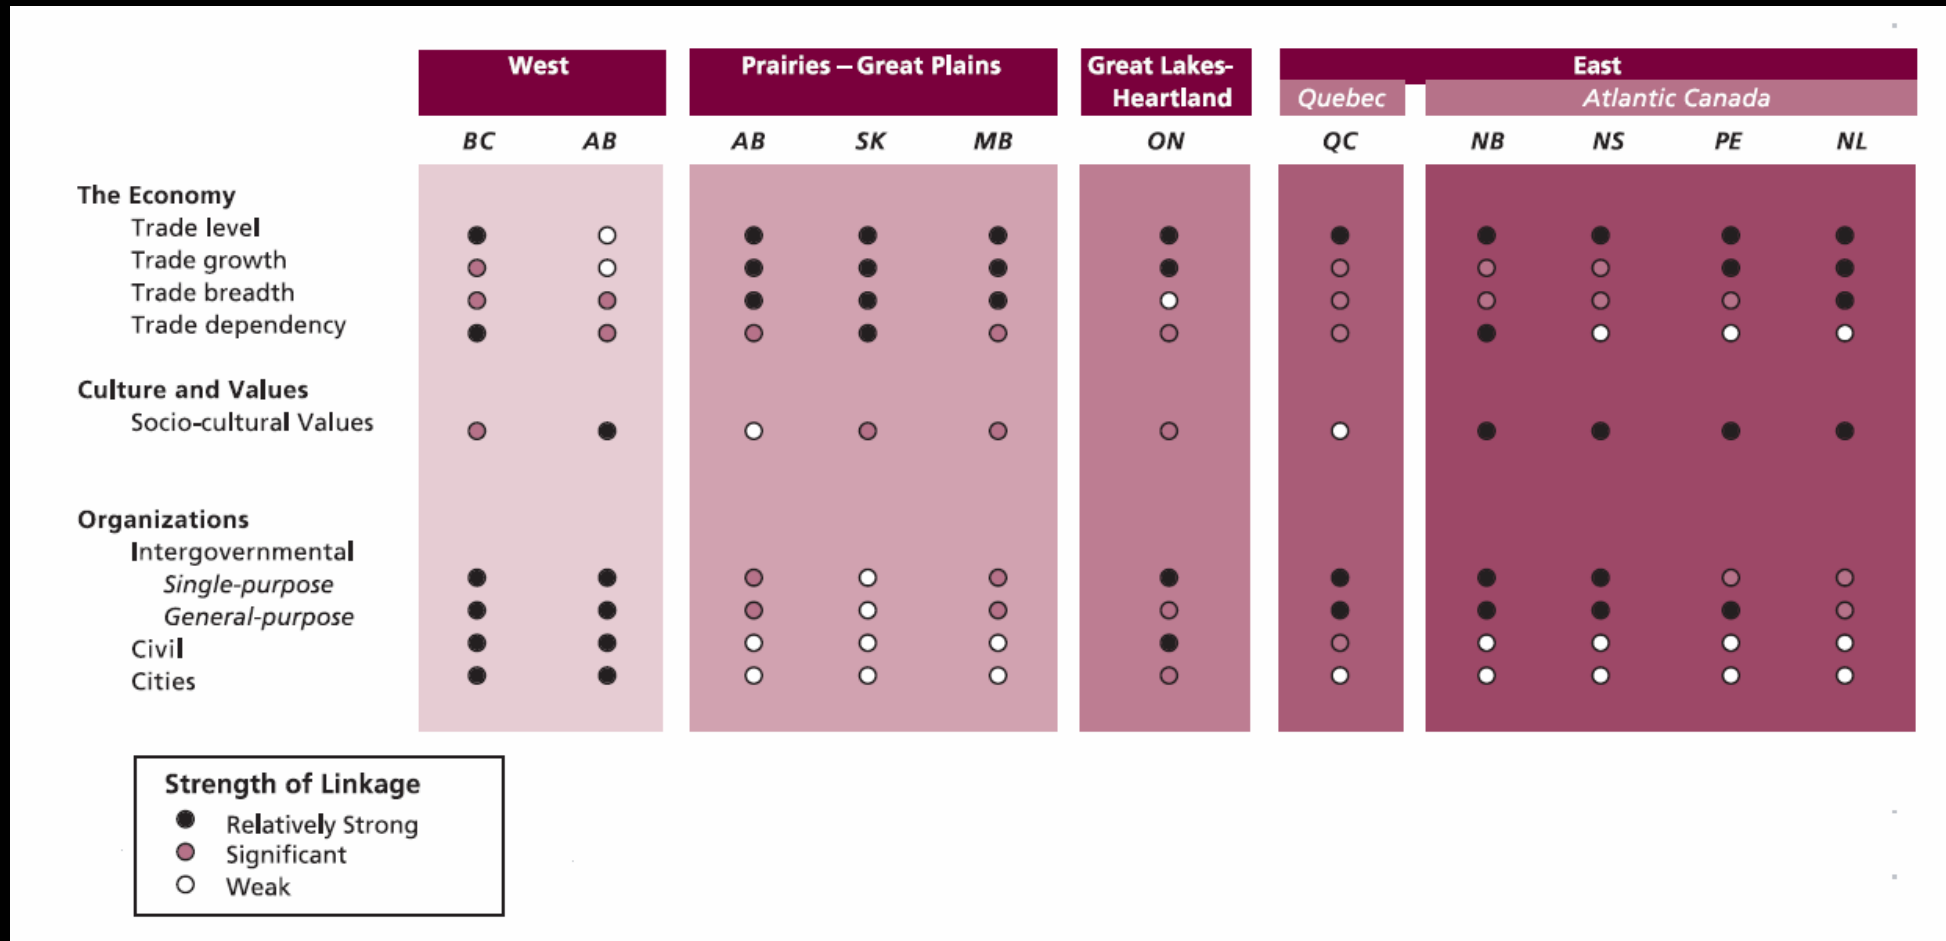 West
Prairies – Great Plains
Great Lakes-
Heartland
East
Quebec
Atlantic Canada
BC AB AB SK MB ON QC NB NS PE NL
The Economy
Trade level
Trade growth
Trade breadth
Trade dependency
Culture and Values
Socio-cultural Values
Organizations
Intergovernmental
Single-purpose
General-purpose
Civil
Cities
Strength of Linkage
Relatively Strong
Significant
Weak